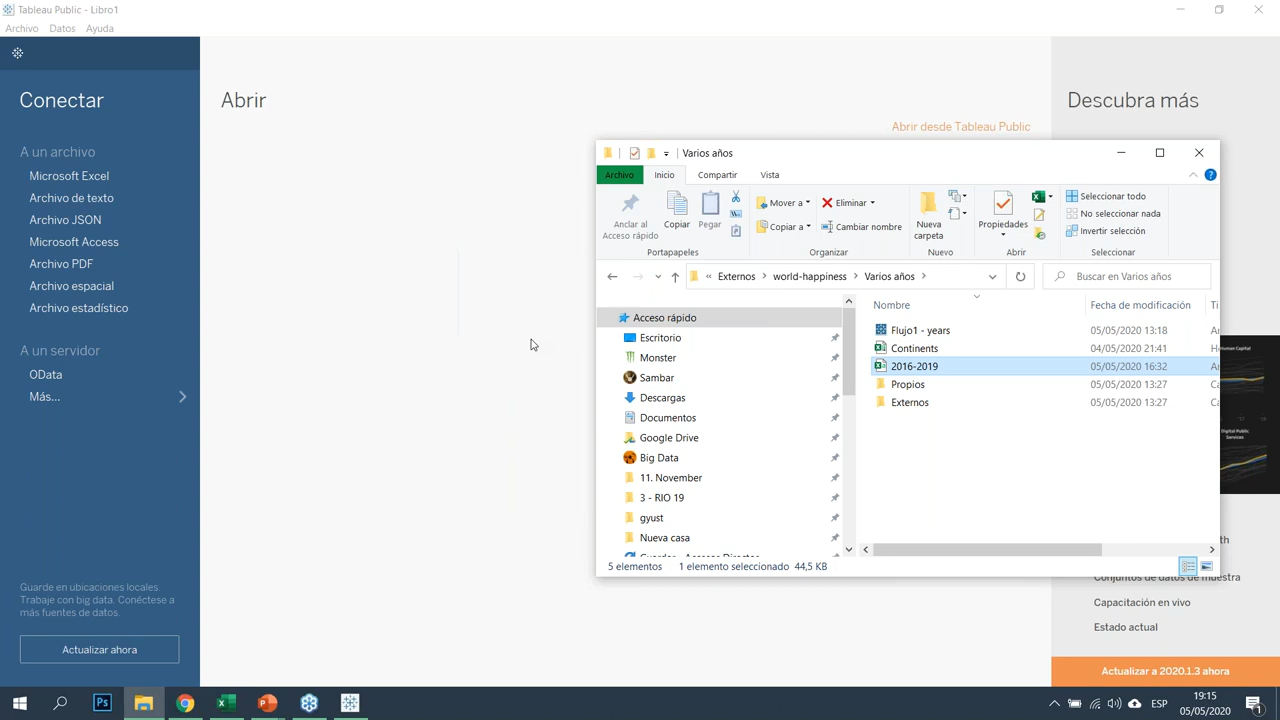 Tableau Public - Libro1
Archivo Datos Ayuda
Conectar
A un archivo
Microsoft Excel
Archivo de texto
Archivo JSON
Microsoft Access
Archivo PDF
Archivo espacial
Archivo estadístico
A un servidor
OData
Más...
Guarde en ubicaciones locales.
Trabaje con big data. Conéctese a
más fuentes de datos.
Actualizar ahora
Abrir
Abrir desde Tableau Public
Descubra más
Varios años
Archivo Inicio Compartir Vista
Anclar al
Acceso rápido
Copiar
Pegar
Portapapeles
Mover a
Copiar a
Eliminar
Cambiar nombre
Organizar
Nueva
carpeta
Nuevo
Propiedades
Abrir
Seleccionar todo
No seleccionar nada
Invertir selección
Seleccionar
« Externos > world-happiness > Varios años >
Buscar en Varios años
Acceso rápido
Escritorio
Monster
Sambar
Descargas
Documentos
Google Drive
Big Data
11. November
3 - RIO 19
gyust
Nueva casa
Nombre Fecha de modificación Ti
Flujo1 - years 05/05/2020 13:18
Continents 04/05/2020 21:41
2016-2019 05/05/2020 16:32
Propios 05/05/2020 13:27
Externos 05/05/2020 13:27
5 elementos 1 elemento seleccionado 44,5 KB
Human Capital
Digital Public
Services
th
Conjuntos de datos de muestra
Capacitación en vivo
Estado actual
Actualizar a 2020.1.3 ahora
Ps
ESP
19:15
05/05/2020
1